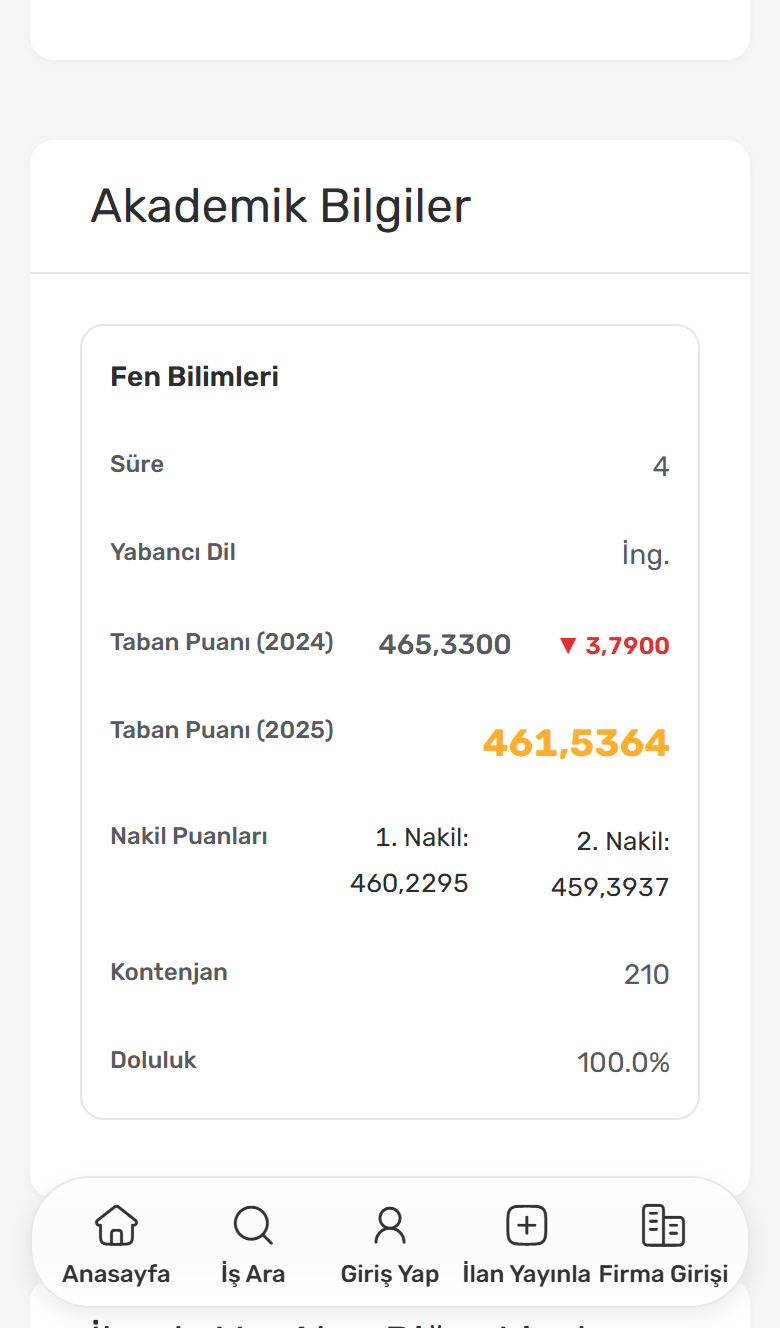 Akademik Bilgiler
Fen Bilimleri
Süre 4
Yabancı Dil İng.
Taban Puanı (2024) 465,3300 ▼ 3,7900
Taban Puanı (2025) 461,5364
Nakil Puanları 1. Nakil: 2. Nakil:
460,2295 459,3937
Kontenjan 210
Doluluk 100.0%
Anasayfa İş Ara Giriş Yap İlan Yayınla Firma Girişi